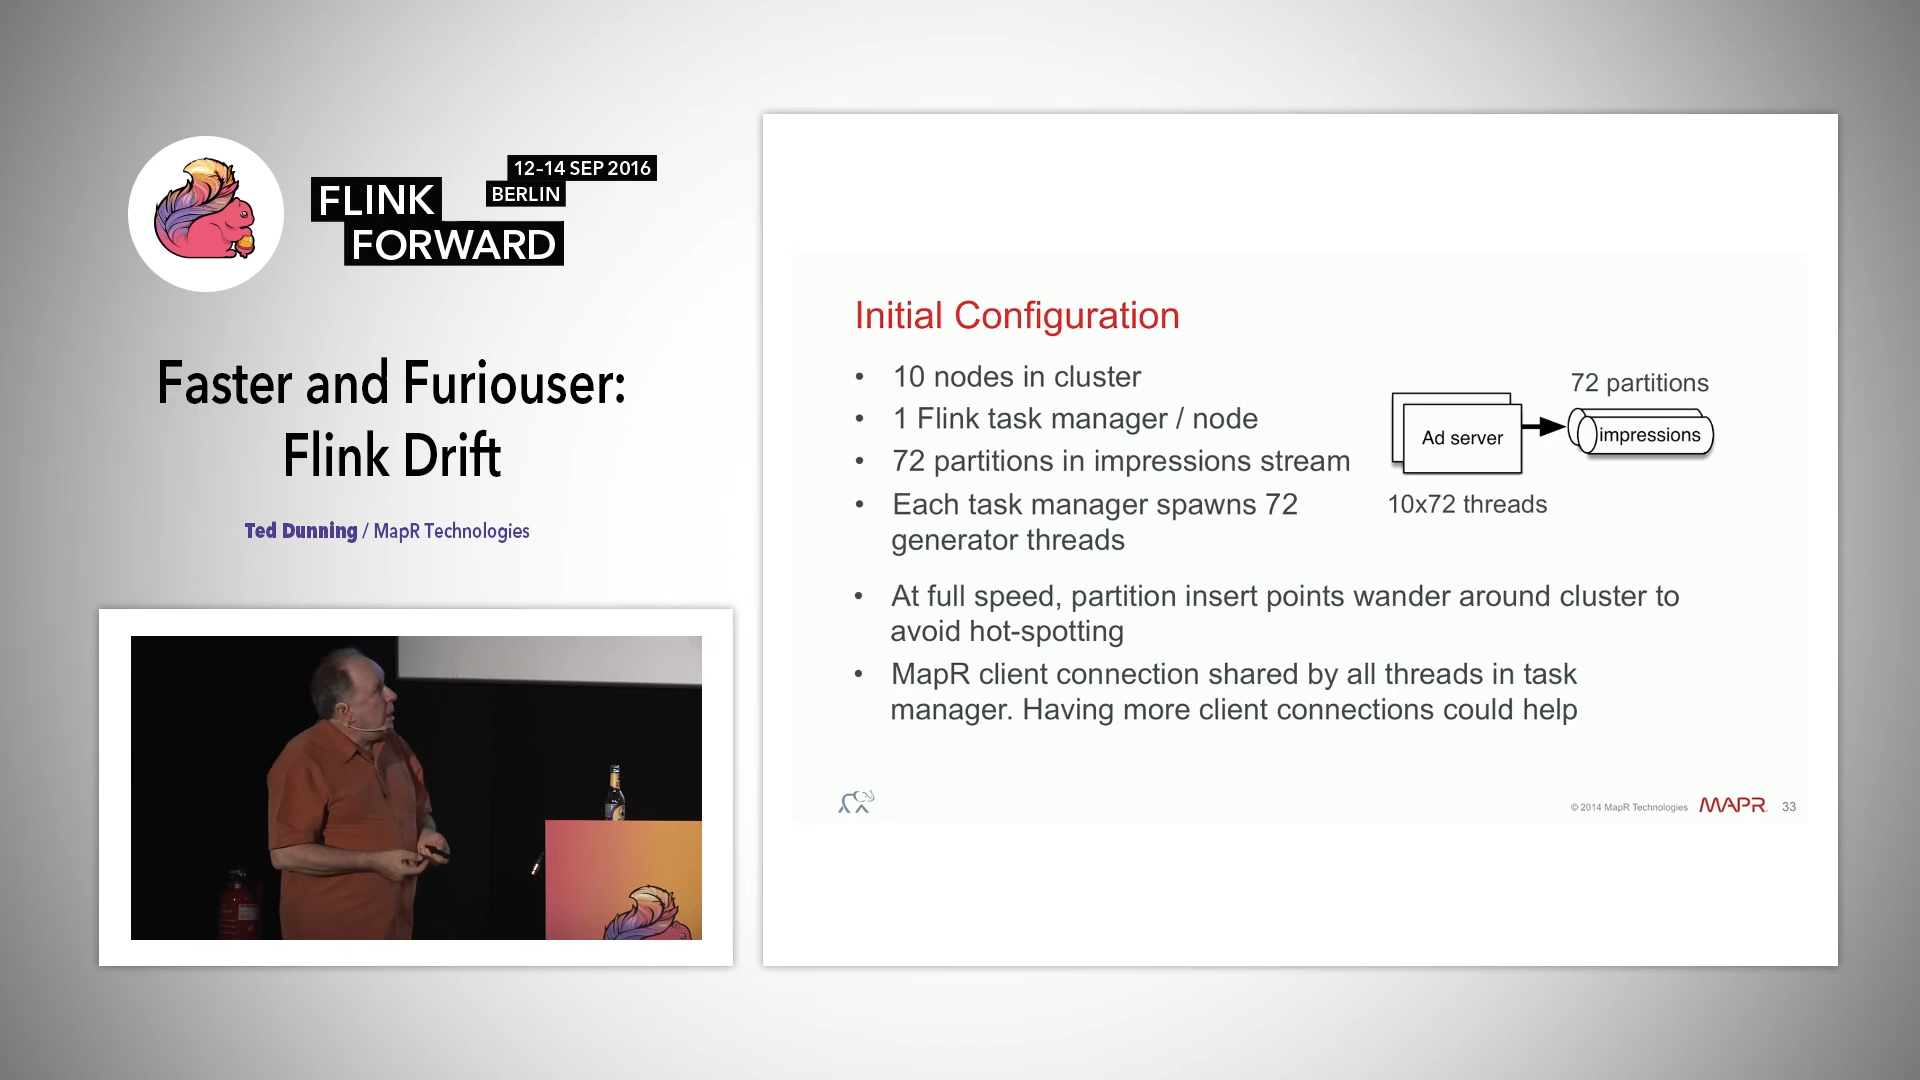 12–14 SEP 2016
BERLIN
FLINK
FORWARD
Faster and Furiouser:
Flink Drift
Ted Dunning / MapR Technologies
Initial Configuration
• 10 nodes in cluster
• 1 Flink task manager / node
• 72 partitions in impressions stream
• Each task manager spawns 72
generator threads
• At full speed, partition insert points wander around cluster to
avoid hot-spotting
• MapR client connection shared by all threads in task
manager. Having more client connections could help
72 partitions
Ad server
impressions
10x72 threads
© 2014 MapR Technologies MAPR 33